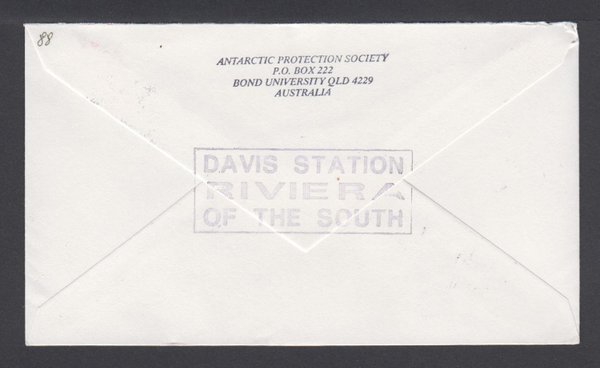 88
ANTARCTIC PROTECTION SOCIETY
P.O. BOX 222
BOND UNIVERSITY QLD 4229
AUSTRALIA
DAVIS STATION
RIVIERA
OF THE SOUTH